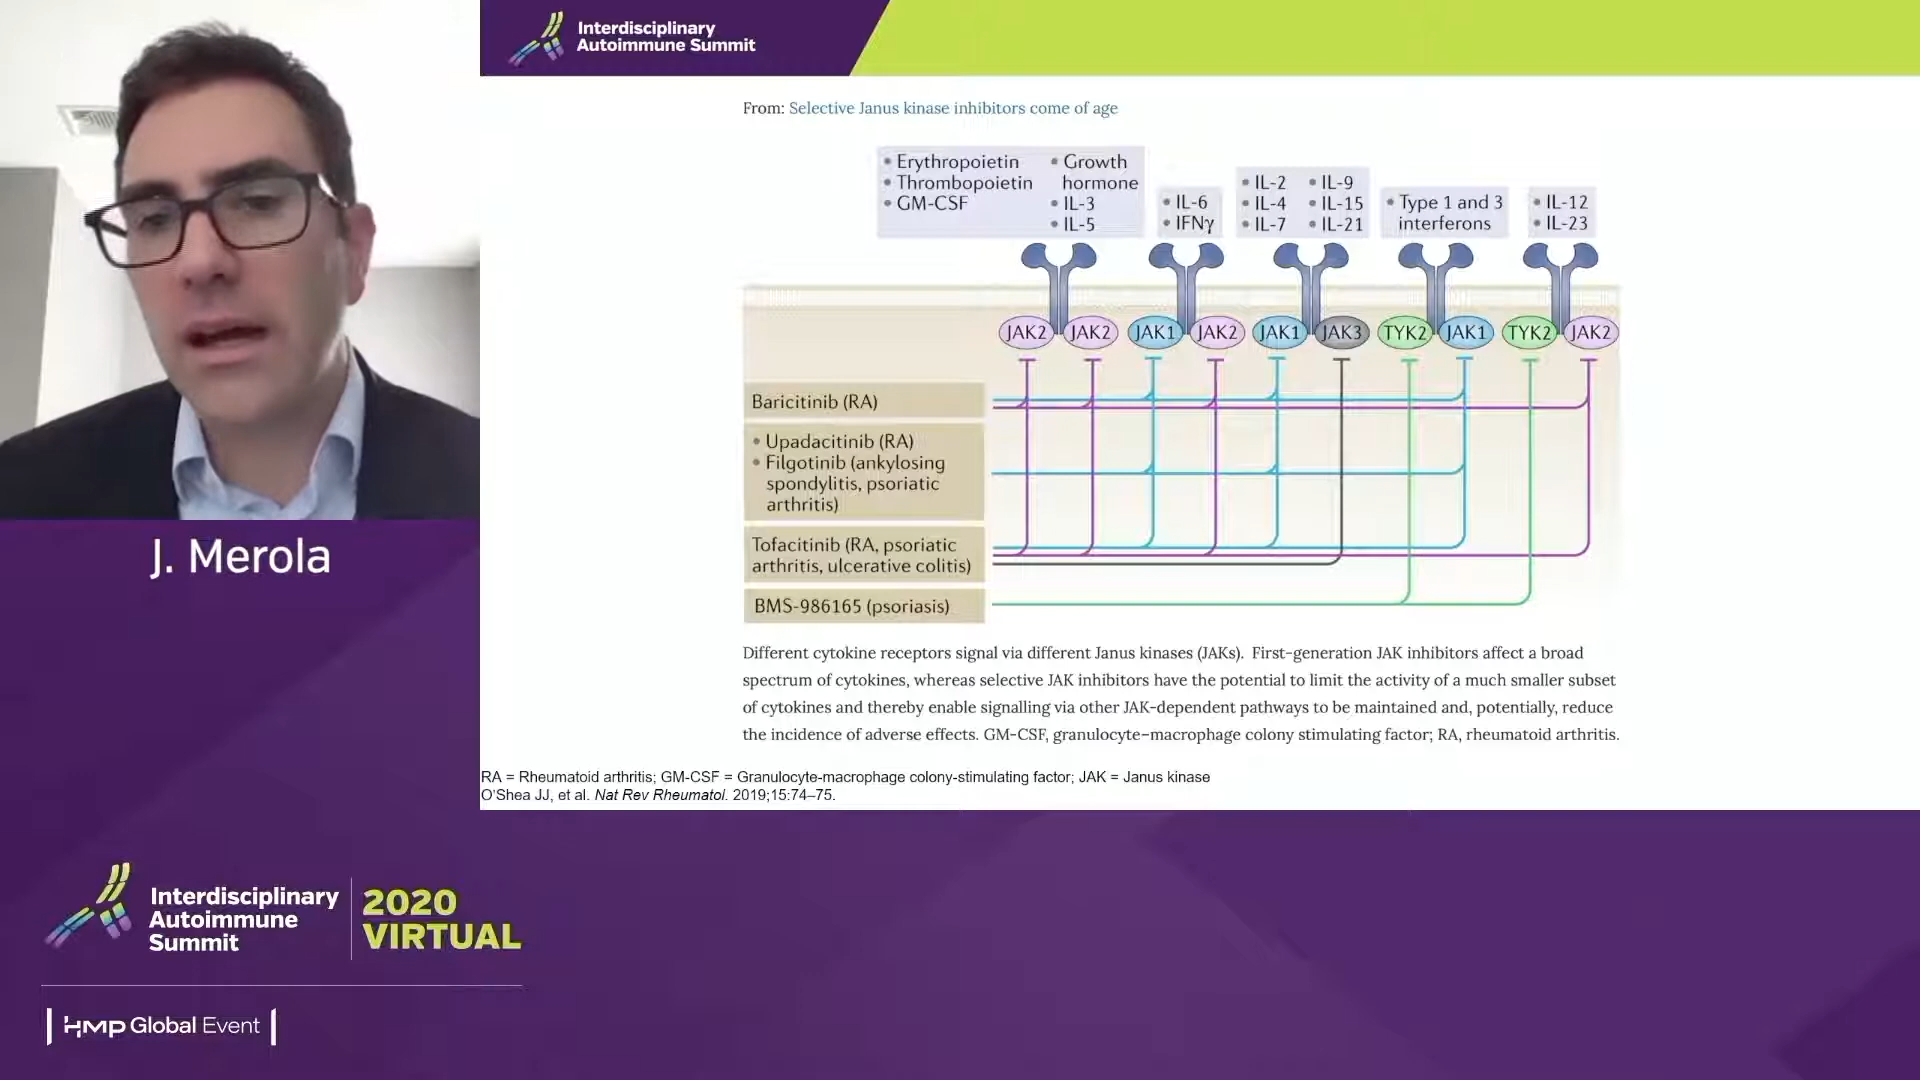 Interdisciplinary
Autoimmune Summit
From: Selective Janus kinase inhibitors come of age
• Erythropoietin
• Thrombopoietin
• GM-CSF
• Growth
hormone
• IL-3
• IL-5
• IL-6
• IFNγ
• IL-2
• IL-4
• IL-7
• IL-9
• IL-15
• IL-21
• Type 1 and 3
interferons
• IL-12
• IL-23
JAK2 JAK2 JAK1 JAK2 JAK1 JAK3 TYK2 JAK1 TYK2 JAK2
Baricitinib (RA)
• Upadacitinib (RA)
• Filgotinib (ankylosing
spondylitis, psoriatic
arthritis)
Tofacitinib (RA, psoriatic
arthritis, ulcerative colitis)
BMS-986165 (psoriasis)
Different cytokine receptors signal via different Janus kinases (JAKs). First-generation JAK inhibitors affect a broad
spectrum of cytokines, whereas selective JAK inhibitors have the potential to limit the activity of a much smaller subset
of cytokines and thereby enable signalling via other JAK-dependent pathways to be maintained and, potentially, reduce
the incidence of adverse effects. GM-CSF, granulocyte–macrophage colony stimulating factor; RA, rheumatoid arthritis.
RA = Rheumatoid arthritis; GM-CSF = Granulocyte-macrophage colony-stimulating factor; JAK = Janus kinase
O'Shea JJ, et al. Nat Rev Rheumatol. 2019;15:74–75.
J. Merola
Interdisciplinary
Autoimmune
Summit
2020
VIRTUAL
HMP Global Event